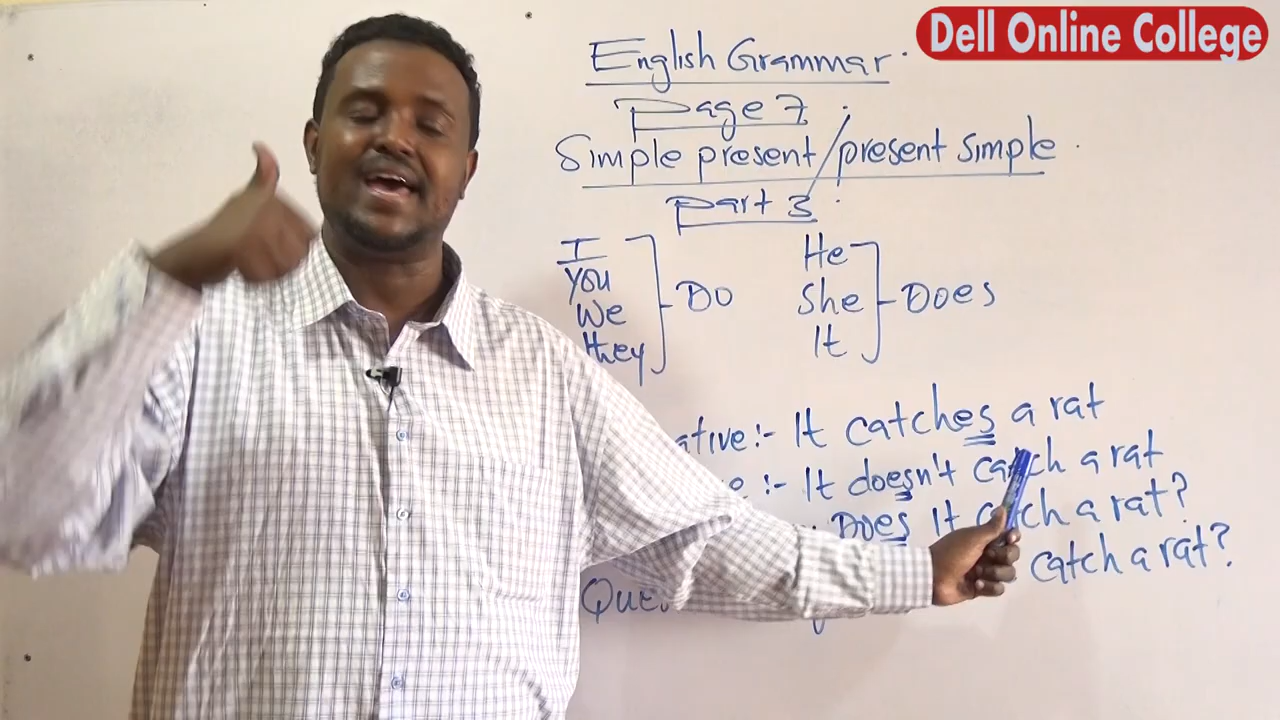 Dell Online College
English Grammar.
Page 7
Simple present/present simple.
Part 3.
I
You
We
they
Do
He
She
It
Does
ative:- It catches a rat
e :- It doesn't catch a rat
Does It catch a rat?
catch a rat?